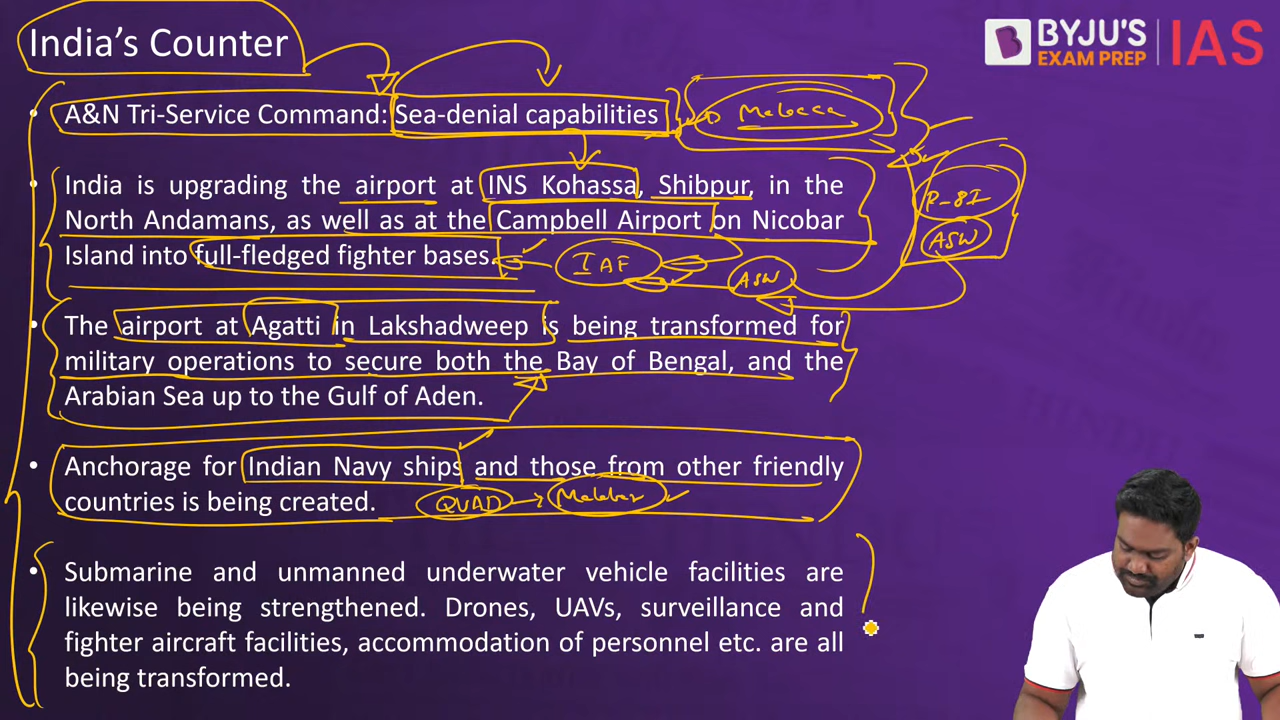 India's Counter
BYJU'S
EXAM PREP
IAS
• A&N Tri-Service Command: Sea-denial capabilities
Malacca
• India is upgrading the airport at INS Kohassa, Shibpur, in the
North Andamans, as well as at the Campbell Airport on Nicobar
Island into full-fledged fighter bases.
P-8I
ASW
IAF
ASW
• The airport at Agatti in Lakshadweep is being transformed for
military operations to secure both the Bay of Bengal, and the
Arabian Sea up to the Gulf of Aden.
• Anchorage for Indian Navy ships and those from other friendly
countries is being created.
QUAD → Malabar
• Submarine and unmanned underwater vehicle facilities are
likewise being strengthened. Drones, UAVs, surveillance and
fighter aircraft facilities, accommodation of personnel etc. are all
being transformed.